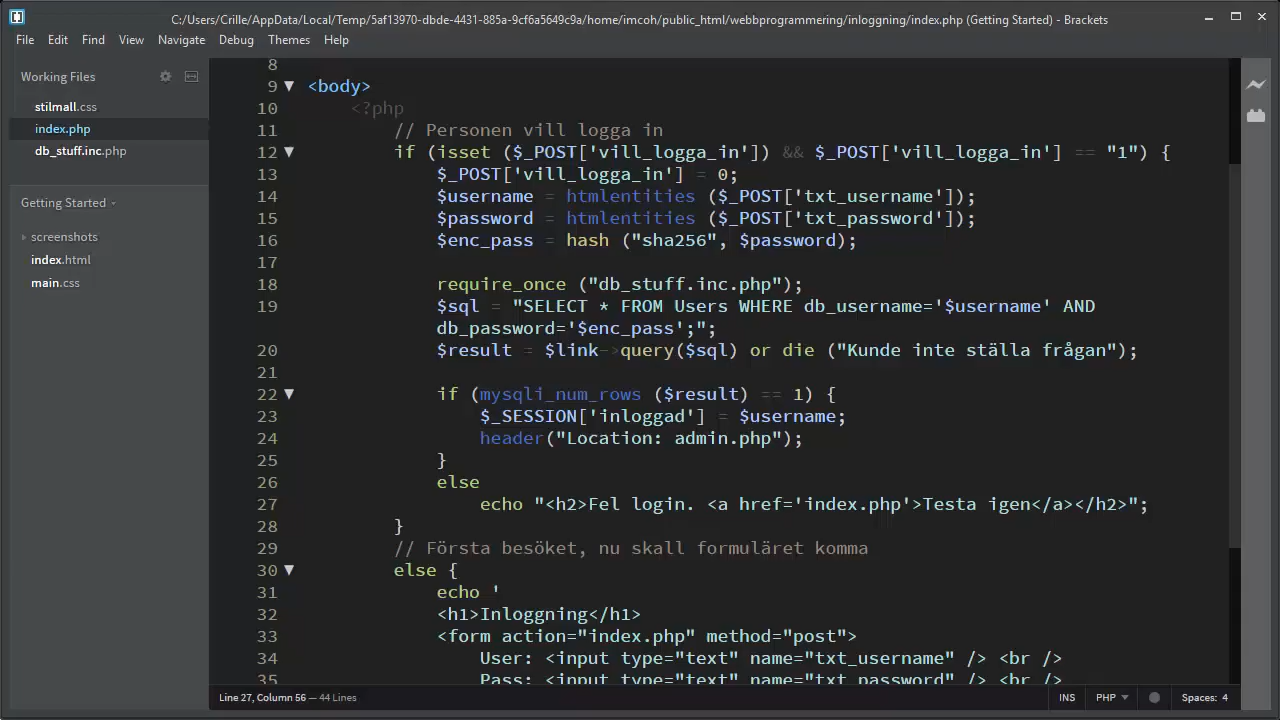 C:/Users/Crille/AppData/Local/Temp/5af13970-dbde-4431-885a-9cf6a5649c9a/home/imcoh/public_html/webbprogrammering/inloggning/index.php (Getting Started) - Brackets
File Edit Find View Navigate Debug Themes Help
Working Files
stilmall.css
index.php
db_stuff.inc.php
Getting Started
screenshots
index.html
main.css
8
9 <body>
10 <?php
11 // Personen vill logga in
12 if (isset ($_POST['vill_logga_in']) && $_POST['vill_logga_in'] == "1") {
13 $_POST['vill_logga_in'] = 0;
14 $username = htmlentities ($_POST['txt_username']);
15 $password = htmlentities ($_POST['txt_password']);
16 $enc_pass = hash ("sha256", $password);
17
18 require_once ("db_stuff.inc.php");
19 $sql = "SELECT * FROM Users WHERE db_username='$username' AND
db_password='$enc_pass';";
20 $result = $link->query($sql) or die ("Kunde inte ställa frågan");
21
22 if (mysqli_num_rows ($result) == 1) {
23 $_SESSION['inloggad'] = $username;
24 header("Location: admin.php");
25 }
26 else
27 echo "<h2>Fel login. <a href='index.php'>Testa igen</a></h2>";
28 }
29 // Första besöket, nu skall formuläret komma
30 else {
31 echo '
32 <h1>Inloggning</h1>
33 <form action="index.php" method="post">
34 User: <input type="text" name="txt_username" /> <br />
35 Pass: <input type="text" name="txt_password" /> <br />
Line 27, Column 56 — 44 Lines INS PHP Spaces: 4